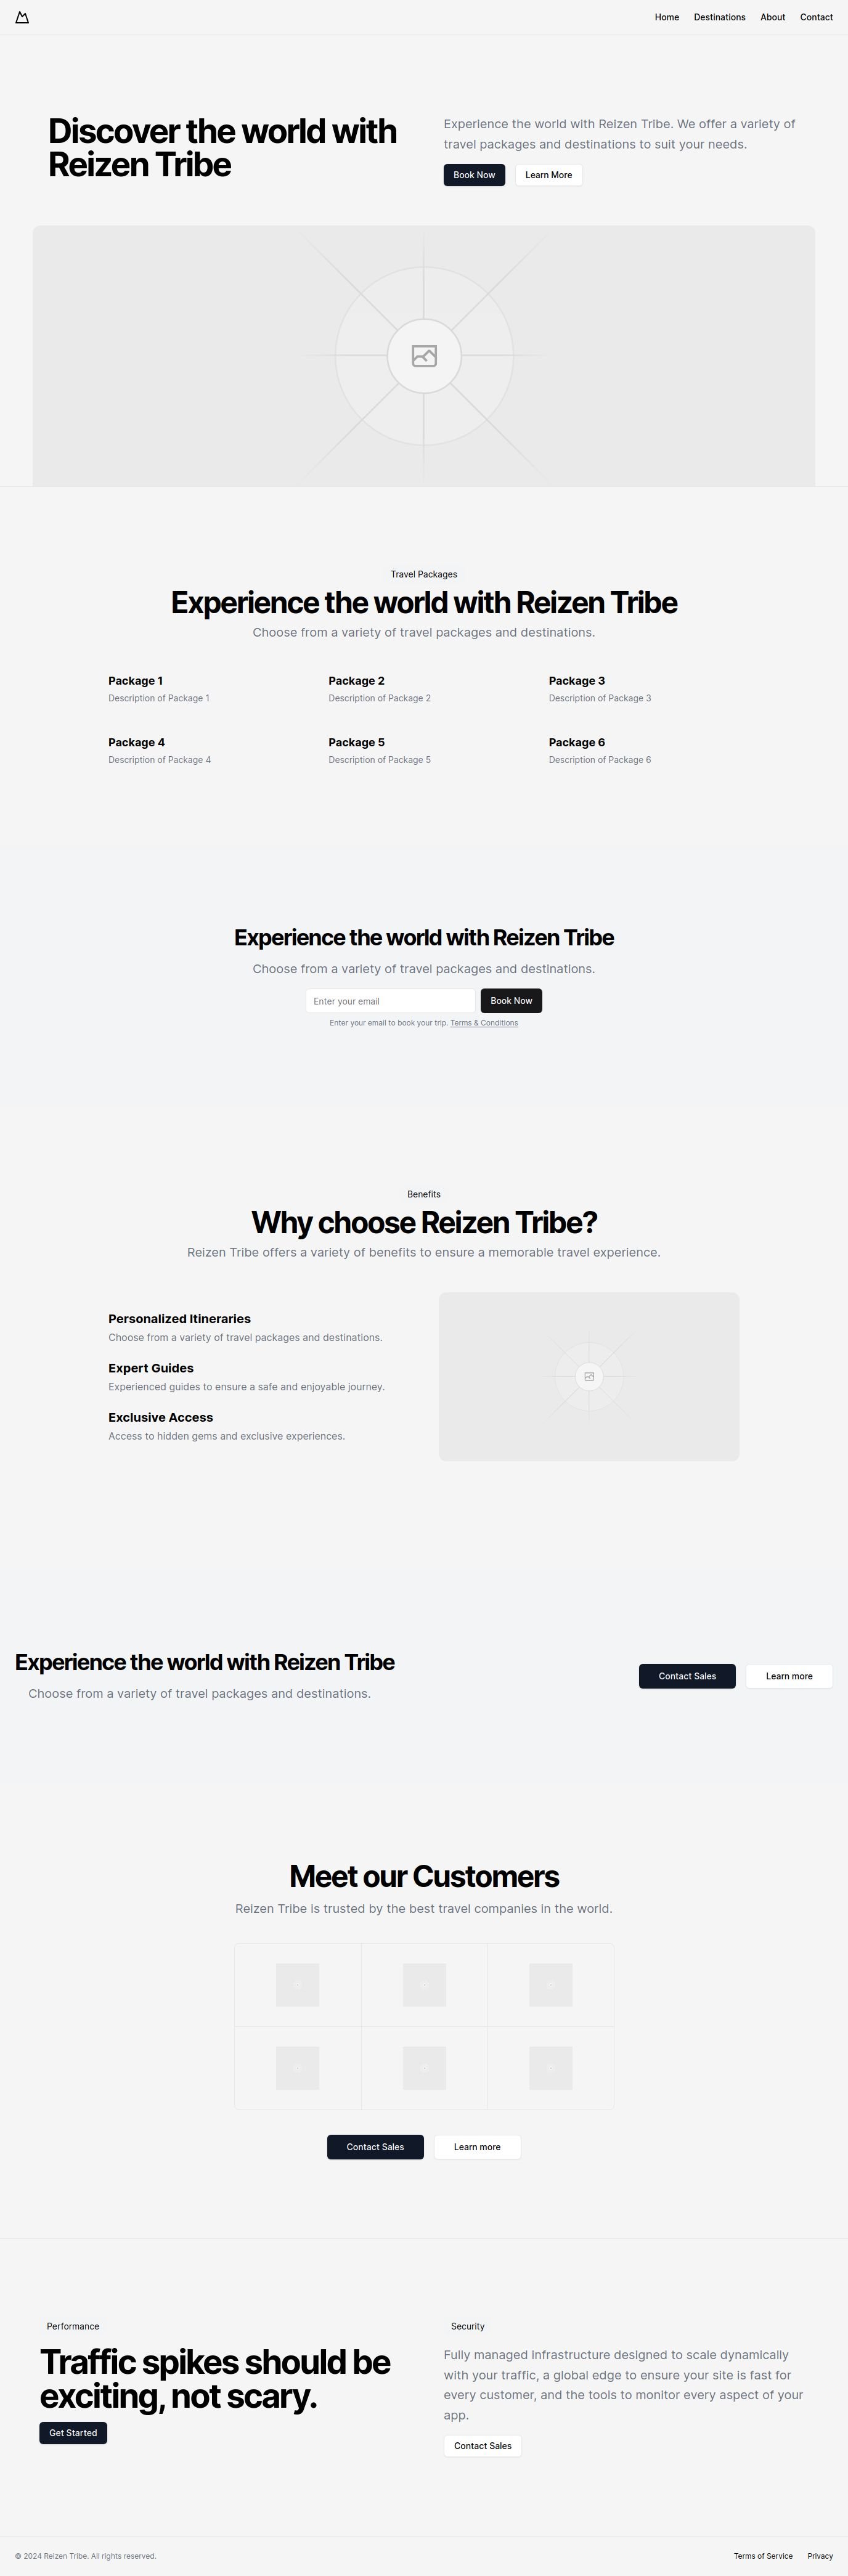 Home
Destinations
About
Contact
Discover the world with
Reizen Tribe
Experience the world with Reizen Tribe. We offer a variety of
travel packages and destinations to suit your needs.
Book Now
Learn More
Travel Packages
Experience the world with Reizen Tribe
Choose from a variety of travel packages and destinations.
Package 1
Description of Package 1
Package 2
Description of Package 2
Package 3
Description of Package 3
Package 4
Description of Package 4
Package 5
Description of Package 5
Package 6
Description of Package 6
Experience the world with Reizen Tribe
Choose from a variety of travel packages and destinations.
Enter your email
Book Now
Enter your email to book your trip. Terms & Conditions
Benefits
Why choose Reizen Tribe?
Reizen Tribe offers a variety of benefits to ensure a memorable travel experience.
Personalized Itineraries
Choose from a variety of travel packages and destinations.
Expert Guides
Experienced guides to ensure a safe and enjoyable journey.
Exclusive Access
Access to hidden gems and exclusive experiences.
Experience the world with Reizen Tribe
Choose from a variety of travel packages and destinations.
Contact Sales
Learn more
Meet our Customers
Reizen Tribe is trusted by the best travel companies in the world.
Contact Sales
Learn more
Performance
Traffic spikes should be
exciting, not scary.
Get Started
Security
Fully managed infrastructure designed to scale dynamically
with your traffic, a global edge to ensure your site is fast for
every customer, and the tools to monitor every aspect of your
app.
Contact Sales
© 2024 Reizen Tribe. All rights reserved.
Terms of Service
Privacy